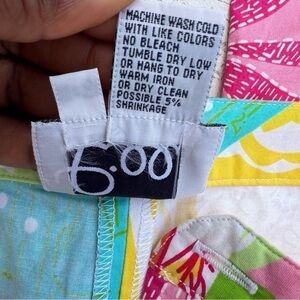 MACHINE WASH COLD
WITH LIKE COLORS
NO BLEACH
TUMBLE DRY LOW
OR HANG TO DRY
WARM IRON
OR DRY CLEAN
POSSIBLE 5%
SHRINKAGE
6:00